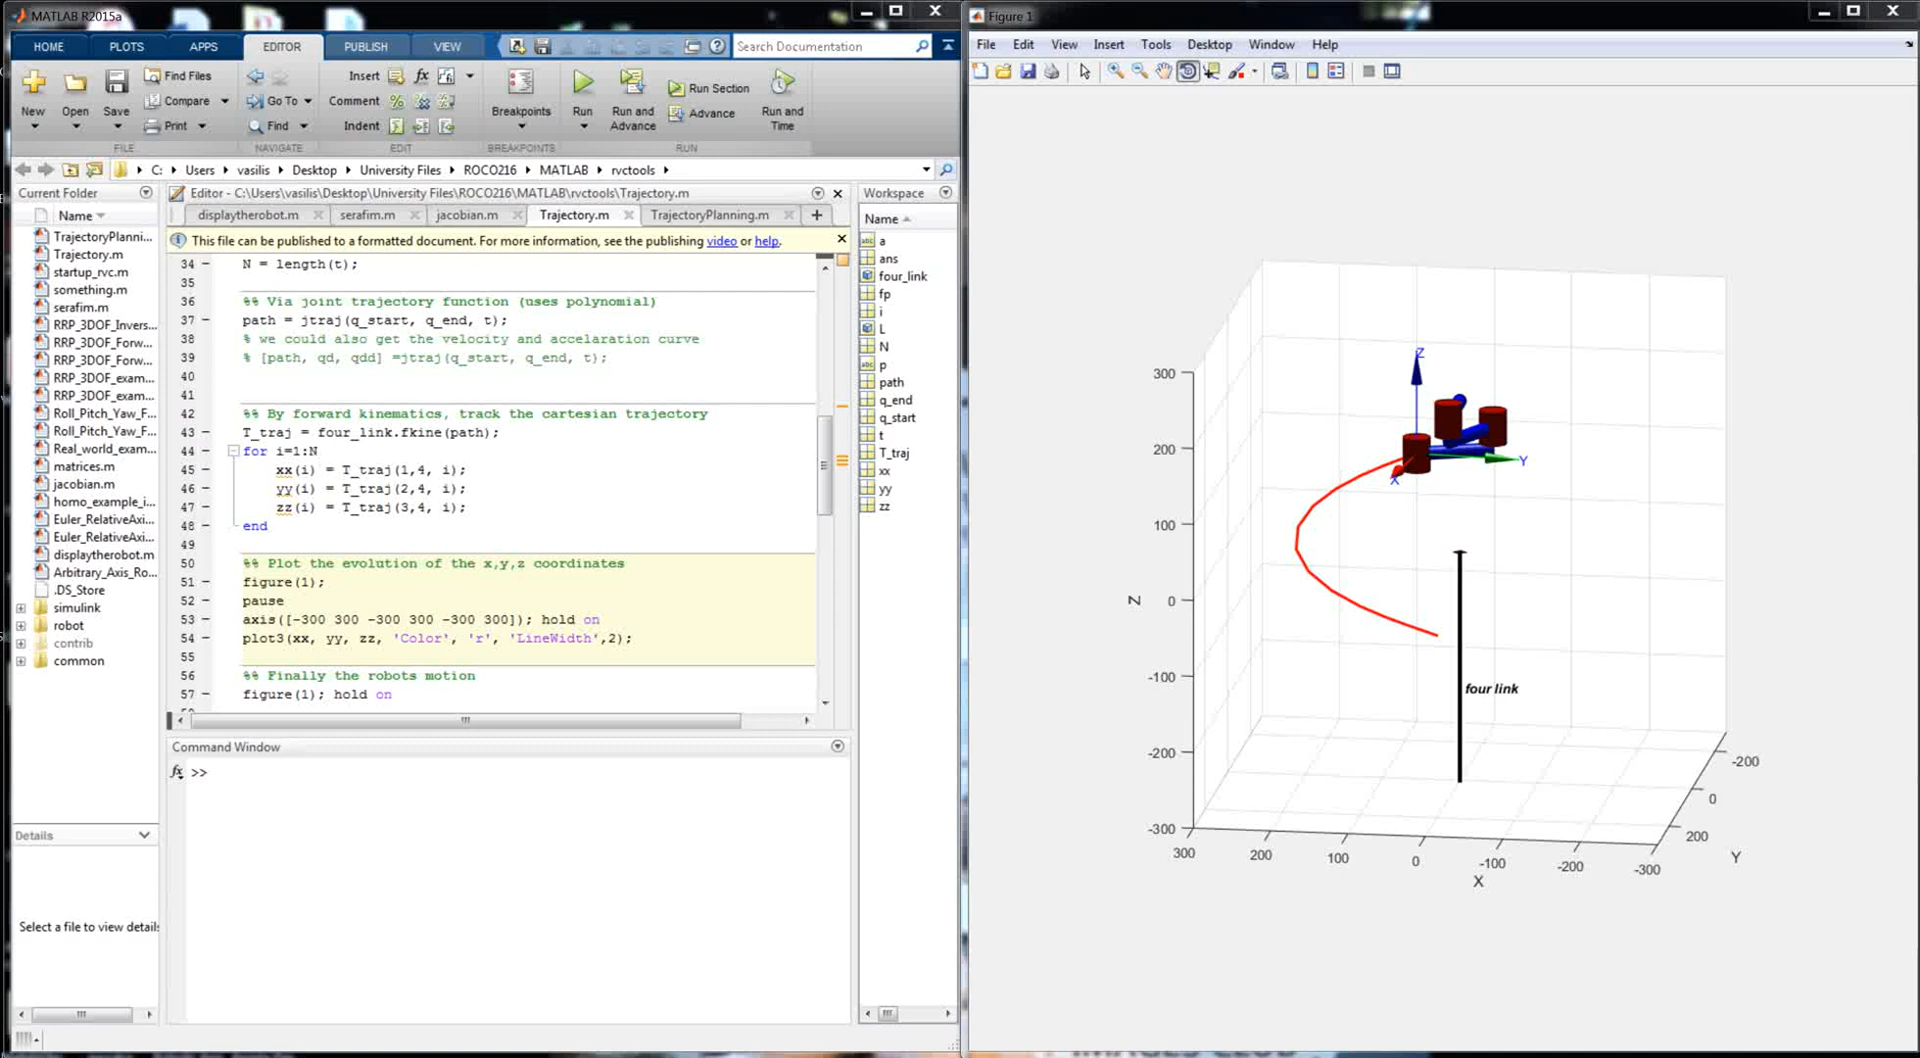 MATLAB R2015a
HOME PLOTS APPS EDITOR PUBLISH VIEW Search Documentation
New Open Save Find Files Compare Print
FILE
Go To Find
NAVIGATE
Insert fx
Comment
Indent
EDIT
Breakpoints
BREAKPOINTS
Run Run and Advance Run Section Advance Run and Time
RUN
C: Users vasilis Desktop University Files ROCO216 MATLAB rvctools
Current Folder
Name
TrajectoryPlanni...
Trajectory.m
startup_rvc.m
something.m
serafim.m
RRP_3DOF_Invers...
RRP_3DOF_Forw...
RRP_3DOF_Forw...
RRP_3DOF_exam...
RRP_3DOF_exam...
Roll_Pitch_Yaw_F...
Roll_Pitch_Yaw_F...
Real_world_exam...
matrices.m
jacobian.m
homo_example_i...
Euler_RelativeAxi...
Euler_RelativeAxi...
displaytherobot.m
Arbitrary_Axis_Ro...
.DS_Store
simulink
robot
contrib
common
Details
Select a file to view details
Editor - C:\Users\vasilis\Desktop\University Files\ROCO216\MATLAB\rvctools\Trajectory.m
displaytherobot.m serafim.m jacobian.m Trajectory.m TrajectoryPlanning.m
This file can be published to a formatted document. For more information, see the publishing video or help.
34 N = length(t);
35
36 %% Via joint trajectory function (uses polynomial)
37 path = jtraj(q_start, q_end, t);
38 % we could also get the velocity and accelaration curve
39 % [path, qd, qdd] =jtraj(q_start, q_end, t);
40
41
42 %% By forward kinematics, track the cartesian trajectory
43 T_traj = four_link.fkine(path);
44 for i=1:N
45 xx(i) = T_traj(1,4, i);
46 yy(i) = T_traj(2,4, i);
47 zz(i) = T_traj(3,4, i);
48 end
49
50 %% Plot the evolution of the x,y,z coordinates
51 figure(1);
52 pause
53 axis([-300 300 -300 300 -300 300]); hold on
54 plot3(xx, yy, zz, 'Color', 'r', 'LineWidth',2);
55
56 %% Finally the robots motion
57 figure(1); hold on
Command Window
fx >>
Workspace
Name
a
ans
four_link
fp
i
L
N
p
path
q_end
q_start
t
T_traj
xx
yy
zz
Figure 1
File Edit View Insert Tools Desktop Window Help
300
200
100
0
-100
-200
-300
Z
Z
Y
X
four link
-200
0
200
Y
300 200 100 0 -100 -200 -300
X